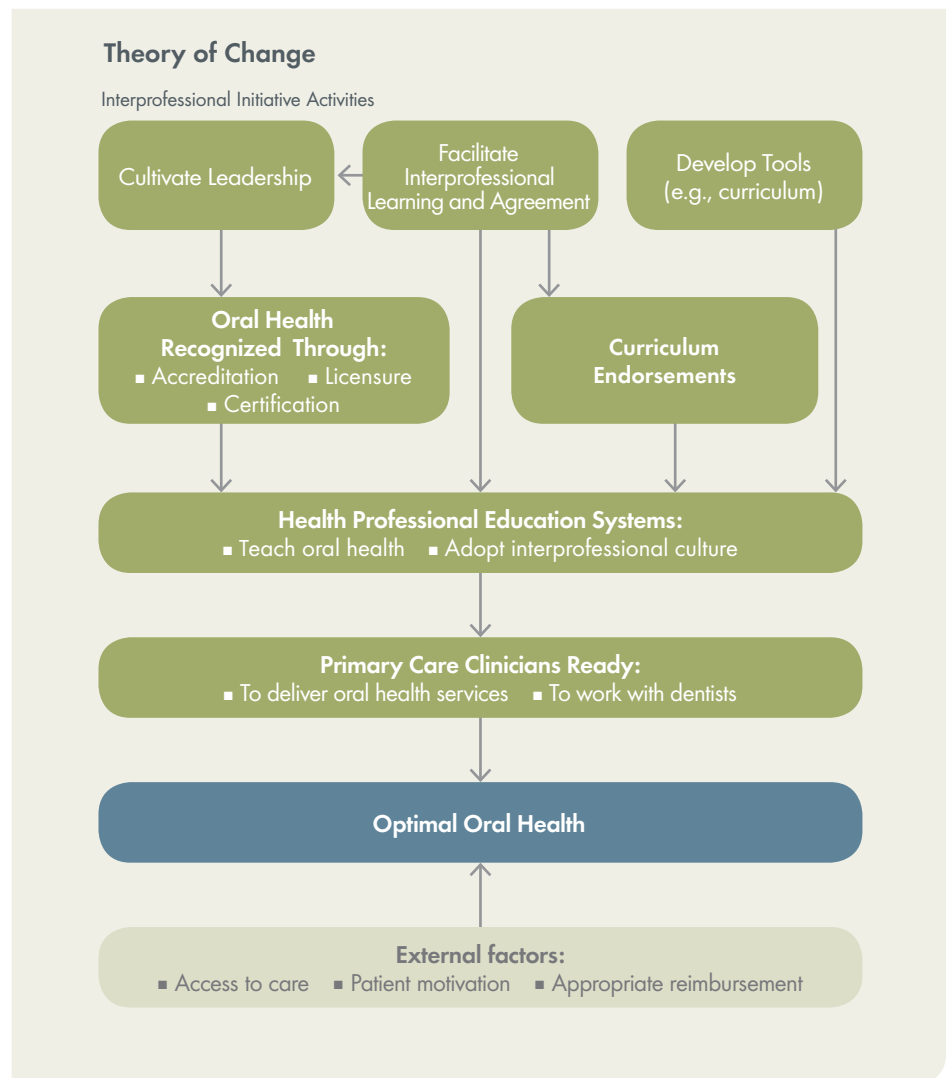 Theory of Change
Interprofessional Initiative Activities
Cultivate Leadership
Facilitate
Interprofessional
Learning and Agreement
Develop Tools
(e.g., curriculum)
Oral Health
Recognized Through:
▪ Accreditation ▪ Licensure
▪ Certification
Curriculum
Endorsements
Health Professional Education Systems:
▪ Teach oral health ▪ Adopt interprofessional culture
Primary Care Clinicians Ready:
▪ To deliver oral health services ▪ To work with dentists
Optimal Oral Health
External factors:
▪ Access to care ▪ Patient motivation ▪ Appropriate reimbursement